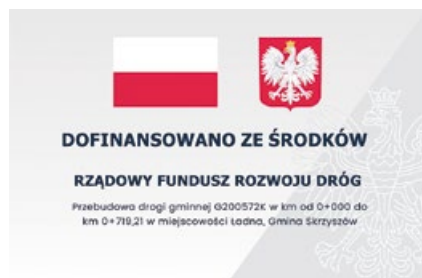 DOFINANSOWANO ZE ŚRODKÓW
RZĄDOWY FUNDUSZ ROZWOJU DRÓG
Przebudowa drogi gminnej G200572K w km od 0+000 do
km 0+719,21 w miejscowości Ładna, Gmina Skrzyszów